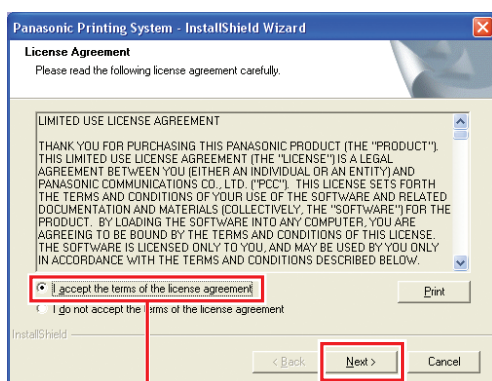 Panasonic Printing System - InstallShield Wizard
License Agreement
Please read the following license agreement carefully.
LIMITED USE LICENSE AGREEMENT
THANK YOU FOR PURCHASING THIS PANASONIC PRODUCT (THE "PRODUCT").
THIS LIMITED USE LICENSE AGREEMENT (THE "LICENSE") IS A LEGAL
AGREEMENT BETWEEN YOU (EITHER AN INDIVIDUAL OR AN ENTITY) AND
PANASONIC COMMUNICATIONS CO., LTD. ("PCC"). THIS LICENSE SETS FORTH
THE TERMS AND CONDITIONS OF YOUR USE OF THE SOFTWARE AND RELATED
DOCUMENTATION AND MATERIALS (COLLECTIVELY, THE "SOFTWARE") FOR THE
PRODUCT. BY LOADING THE SOFTWARE INTO ANY COMPUTER, YOU ARE
AGREEING TO BE BOUND BY THE TERMS AND CONDITIONS OF THIS LICENSE.
THE SOFTWARE IS LICENSED ONLY TO YOU, AND MAY BE USED BY YOU ONLY
IN ACCORDANCE WITH THE TERMS AND CONDITIONS DESCRIBED BELOW.
I accept the terms of the license agreement
Print
I do not accept the terms of the license agreement
InstallShield
< Back
Next >
Cancel